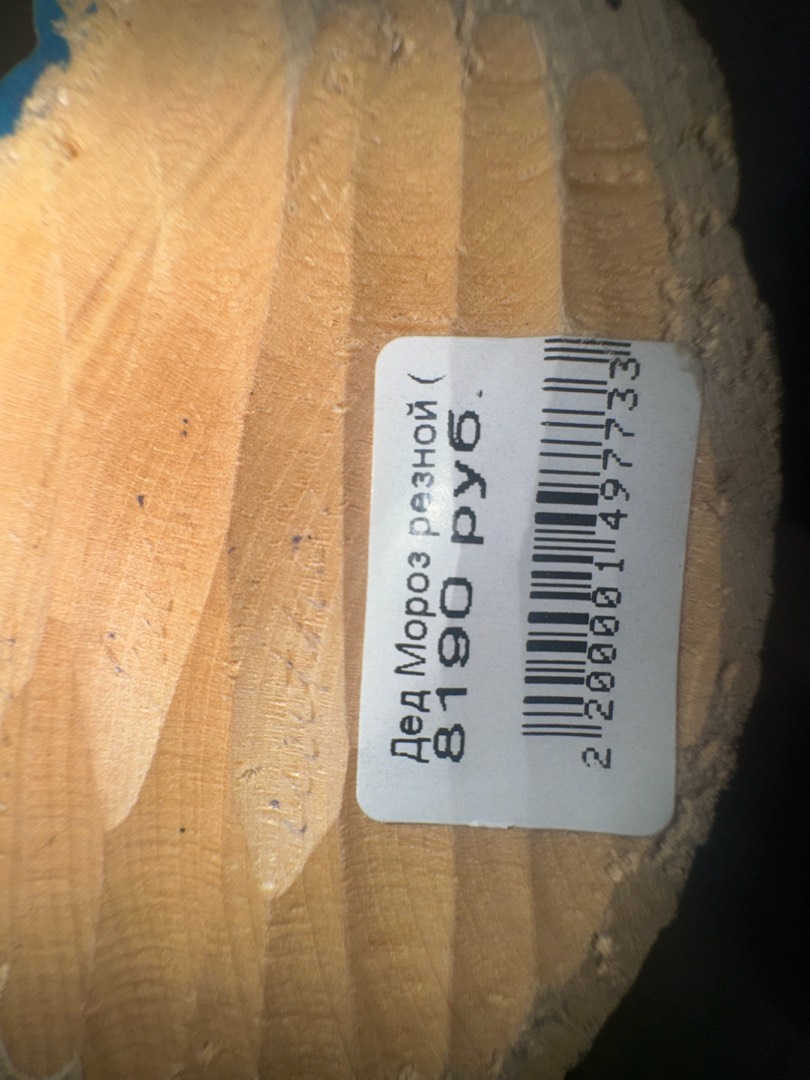 Дед Мороз резной (
8190 руб.
2 200001 497733